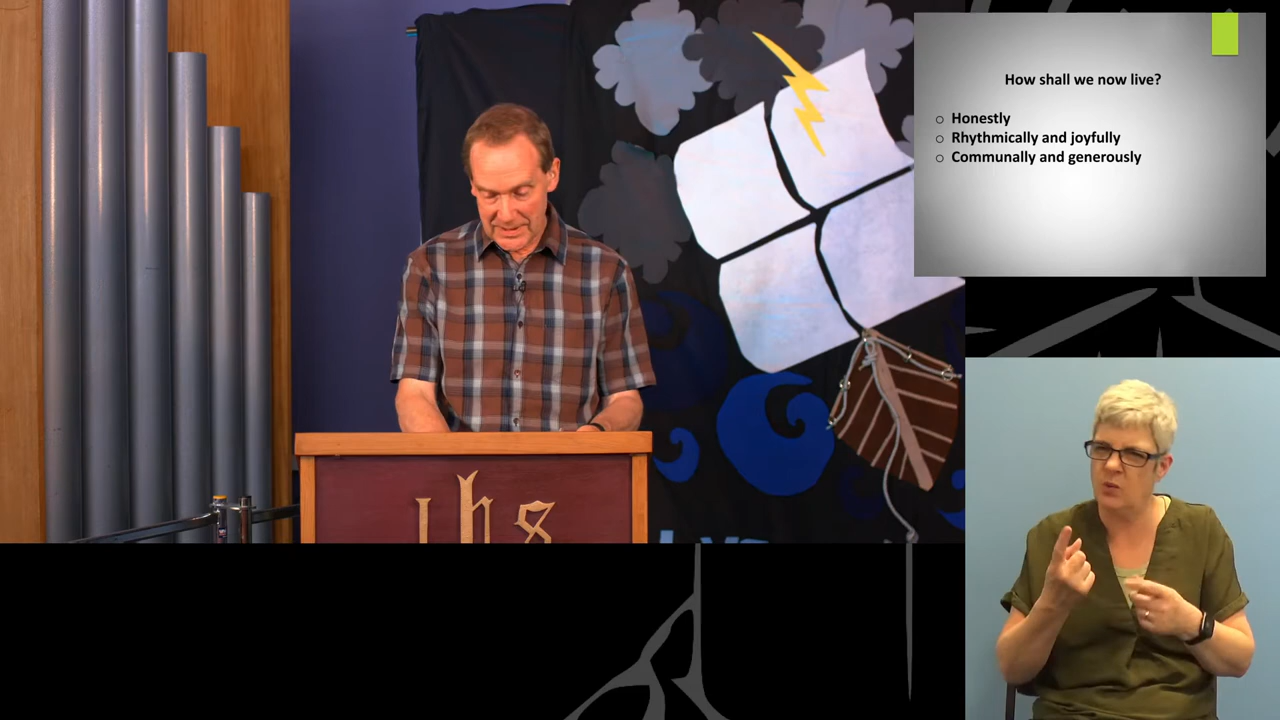 How shall we now live?
Honestly
Rhythmically and joyfully
Communally and generously
Ihs